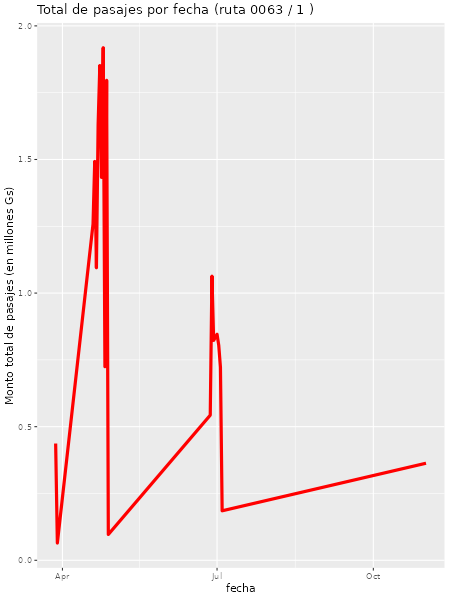 Total de pasajes por fecha (ruta 0063 / 1 )
Monto total de pasajes (en millones Gs)
2.0
1.5
1.0
0.5
0.0
Apr
Jul
Oct
fecha